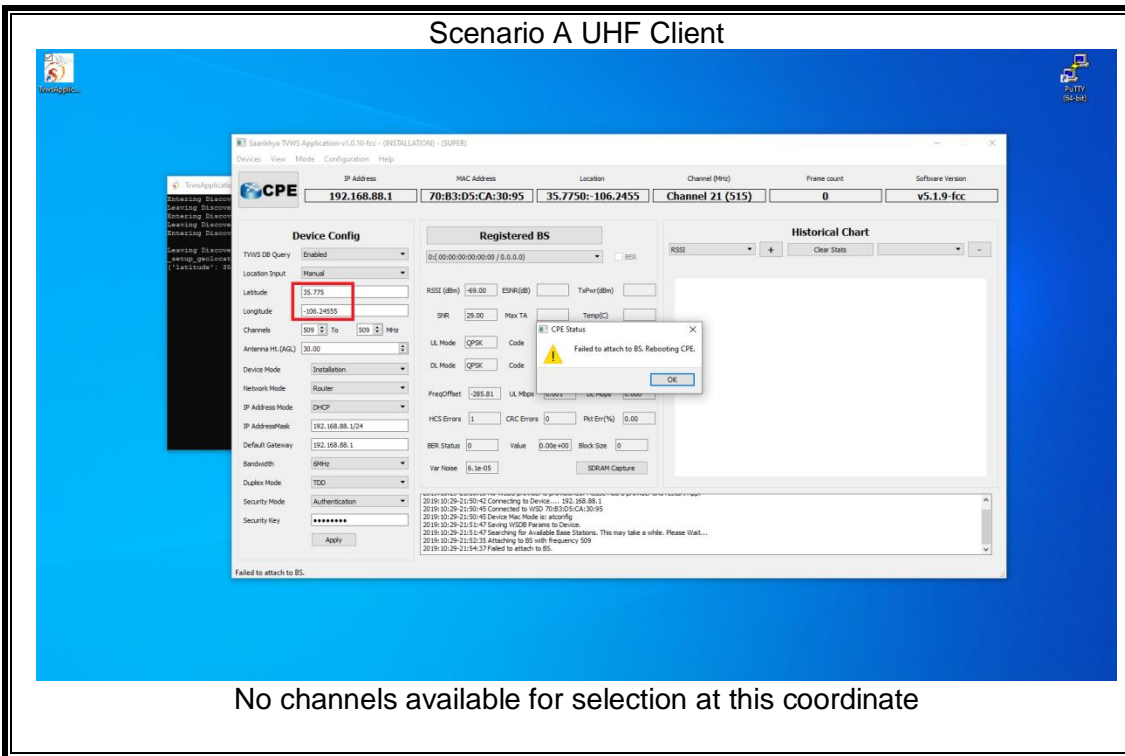 Scenario A UHF Client
TvwsApplic...
PuTTY
(64-bit)
Saankhya TVWS Application-v1.0.10-fcc - (INSTALLATION) - (SUPER)
Devices View Mode Configuration Help
TvwsApplicatio
Entering Discov
Leaving Discove
Entering Discov
Leaving Discove
Entering Discov
Leaving Discove
_setup_geolocat
{'latitude': 35
CPE
IP Address
192.168.88.1
MAC Address
70:B3:D5:CA:30:95
Location
35.7750:-106.2455
Channel (MHz)
Channel 21 (515)
Frame count
0
Software Version
v5.1.9-fcc
Device Config
TVWS DB Query Enabled
Location Input Manual
Latitude 35.775
Longitude -106.24555
Channels 509 To 509 MHz
Antenna Ht.(AGL) 30.00
Device Mode Installation
Network Mode Router
IP Address Mode DHCP
IP AddressMask 192.168.88.1/24
Default Gateway 192.168.88.1
Bandwidth 6MHz
Duplex Mode TDD
Security Mode Authentication
Security Key ••••••••
Apply
Registered BS
0:( 00:00:00:00:00:00 / 0.0.0.0) BER
RSSI (dBm) -69.00 ESNR(dB) TxPwr(dBm)
SNR 29.00 Max TA Temp(C)
UL Mode QPSK Code
DL Mode QPSK Code
FreqOffset -285.81 UL Mbps 0.001 DL Mbps 0.000
HCS Errors 1 CRC Errors 0 Pkt Err(%) 0.00
BER Status 0 Value 0.00e+00 Block Size 0
Var Noise 6.1e-05 SDRAM Capture
CPE Status
Failed to attach to BS. Rebooting CPE.
OK
Historical Chart
RSSI + Clear Stats -
2019:10:29-21:50:42 Connecting to Device.... 192.168.88.1
2019:10:29-21:50:45 Connected to WSD 70:B3:D5:CA:30:95
2019:10:29-21:50:45 Device Mac Mode is: atconfig
2019:10:29-21:51:47 Saving WSDB Params to Device.
2019:10:29-21:51:47 Searching for Available Base Stations. This may take a while. Please Wait...
2019:10:29-21:52:35 Attaching to BS with frequency 509
2019:10:29-21:54:37 Failed to attach to BS.
Failed to attach to BS.
No channels available for selection at this coordinate